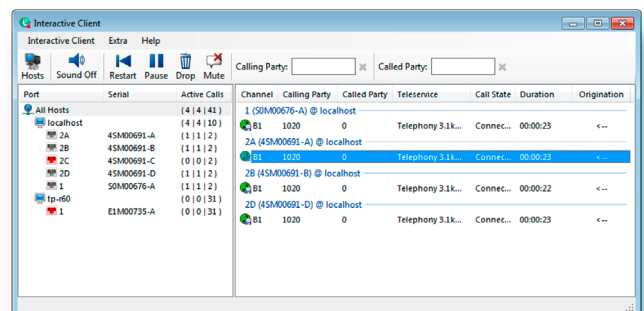 Interactive Client
Interactive Client Extra Help
Hosts Sound Off Restart Pause Drop Mute Calling Party: Called Party:
Port Serial Active Calls
All Hosts (4|4|41)
localhost (4|4|10)
2A 4SM00691-A (1|1|2)
2B 4SM00691-B (1|1|2)
2C 4SM00691-C (0|0|2)
2D 4SM00691-D (1|1|2)
1 S0M00676-A (1|1|2)
tp-r60 (0|0|31)
1 E1M00735-A (0|0|31)
Channel Calling Party Called Party Teleservice Call State Duration Origination
1 (S0M00676-A) @ localhost
B1 1020 0 Telephony 3.1k... Connec... 00:00:23 <--
2A (4SM00691-A) @ localhost
B1 1020 0 Telephony 3.1k... Connec... 00:00:23 <--
2B (4SM00691-B) @ localhost
B1 1020 0 Telephony 3.1k... Connec... 00:00:22 <--
2D (4SM00691-D) @ localhost
B1 1020 0 Telephony 3.1k... Connec... 00:00:23 <--